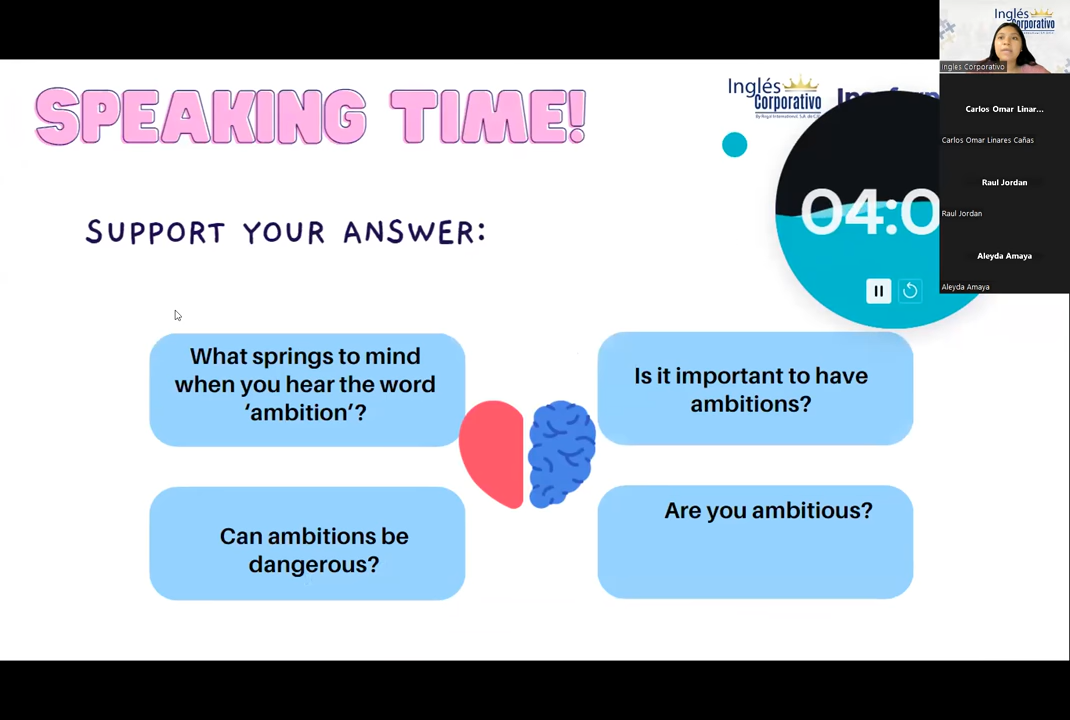 SPEAKING TIME!
Inglés
Corporativo
SUPPORT YOUR ANSWER:
04:0
What springs to mind
when you hear the word
‘ambition’?
Is it important to have
ambitions?
Can ambitions be
dangerous?
Are you ambitious?
Inglés
Corporativo
Inglés Corporativo
Carlos Omar Linar...
Carlos Omar Linares Cañas
Raul Jordan
Raul Jordan
Aleyda Amaya
Aleyda Amaya